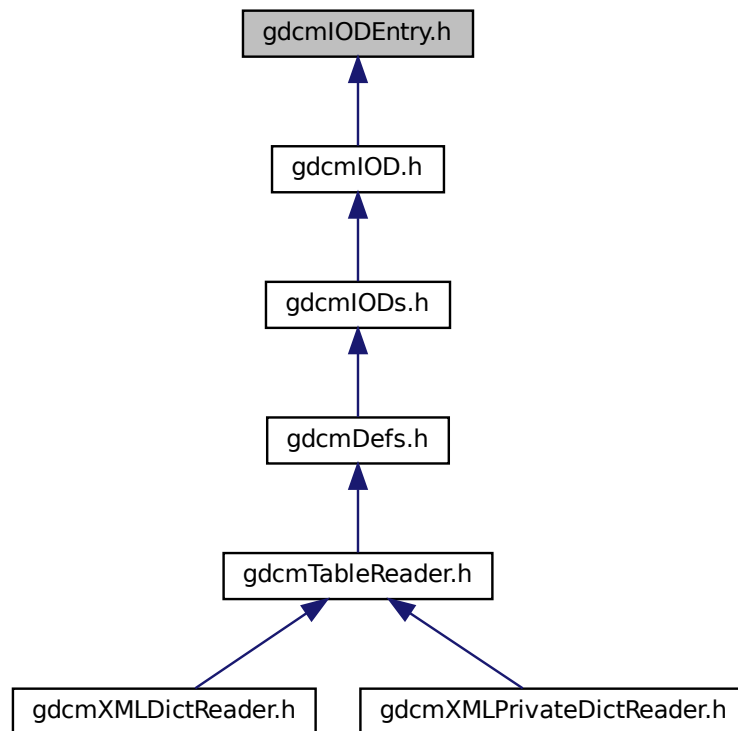 gdcmIODEntry.h
gdcmIOD.h
gdcmIODs.h
gdcmDefs.h
gdcmTableReader.h
gdcmXMLDictReader.h
gdcmXMLPrivateDictReader.h